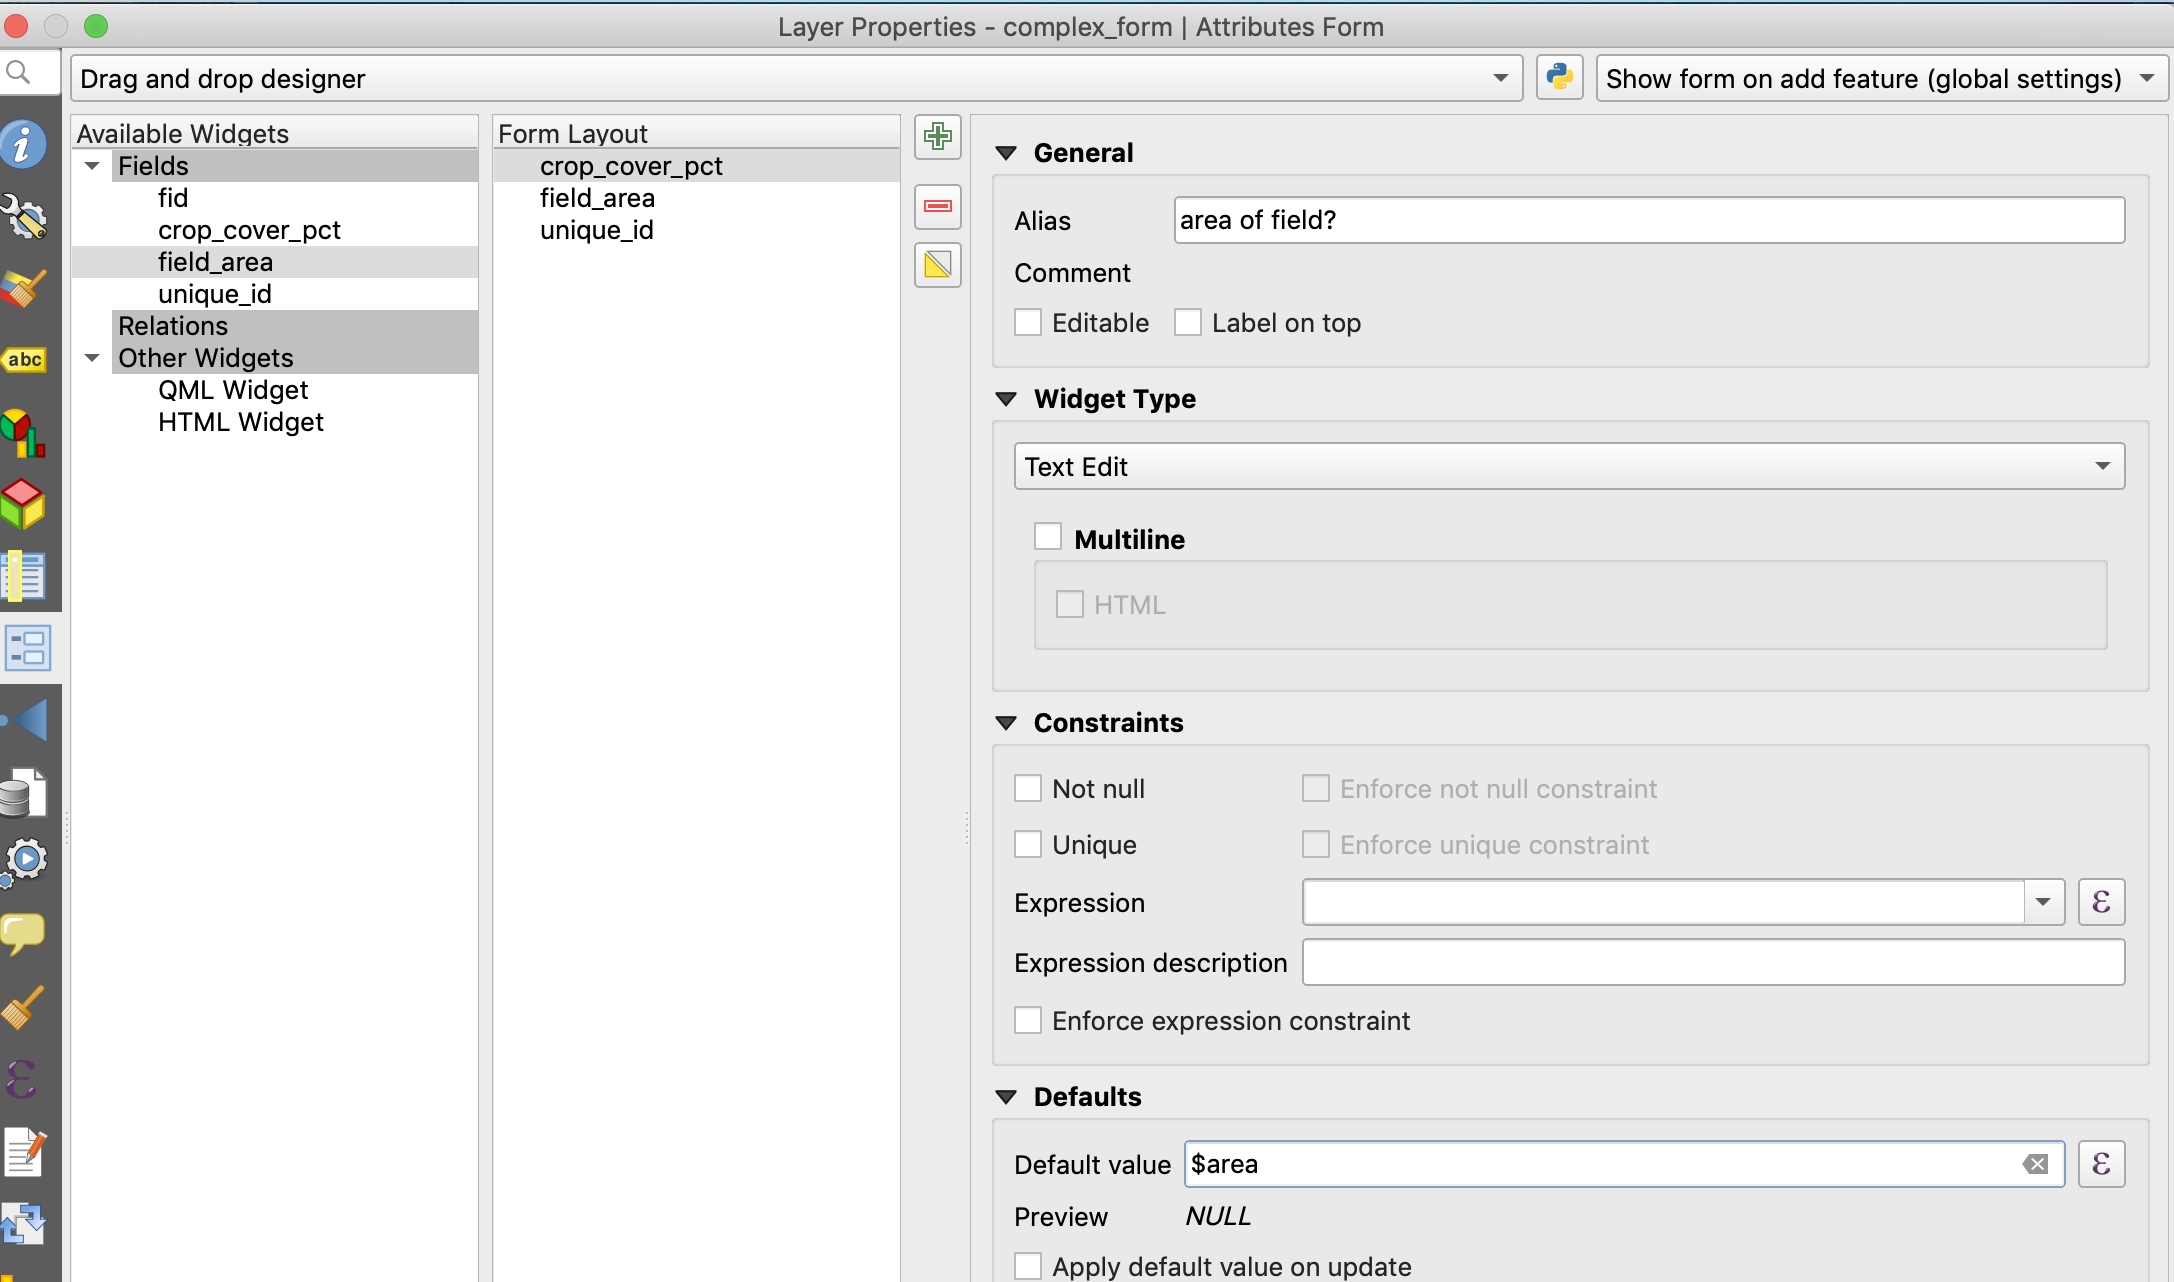 Layer Properties - complex_form | Attributes Form
Drag and drop designer
Show form on add feature (global settings)
Available Widgets
Fields
fid
crop_cover_pct
field_area
unique_id
Relations
Other Widgets
QML Widget
HTML Widget
abc
Form Layout
crop_cover_pct
field_area
unique_id
General
Alias area of field?
Comment
Editable Label on top
Widget Type
Text Edit
Multiline
HTML
Constraints
Not null Enforce not null constraint
Unique Enforce unique constraint
Expression ε
Expression description
Enforce expression constraint
Defaults
Default value $area ε
Preview NULL
Apply default value on update